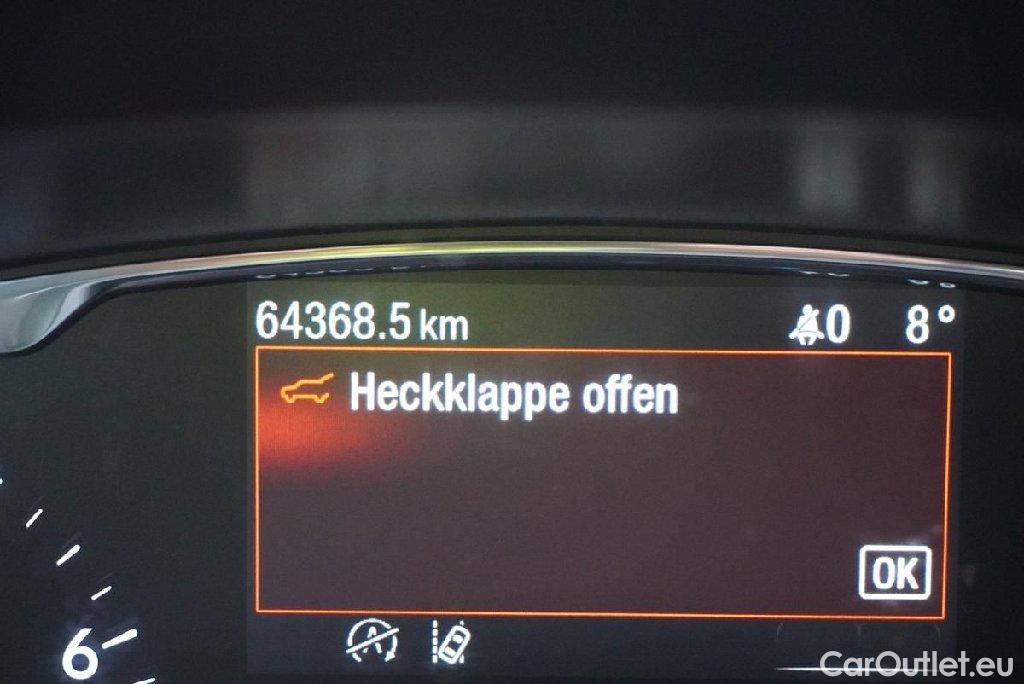 64368.5 km 0 8°
Heckklappe offen
OK
6
CarOutlet.eu